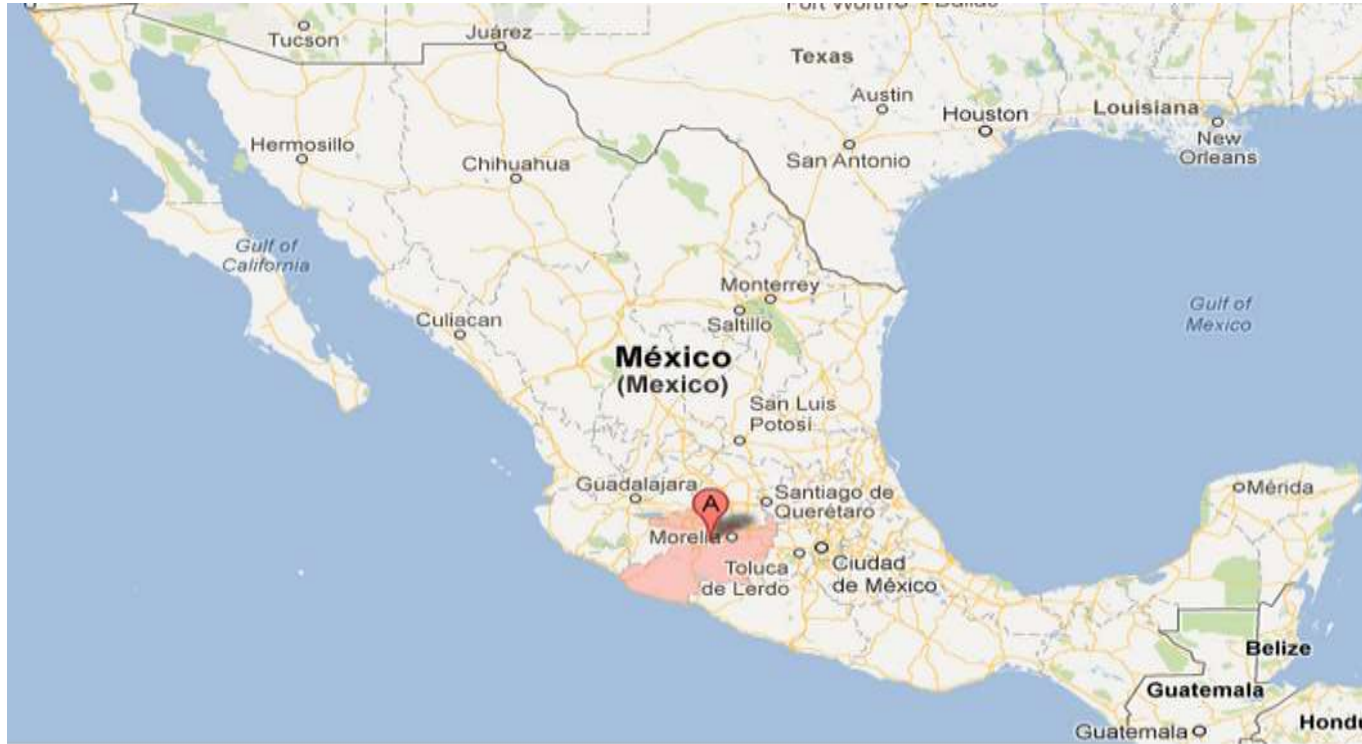 Tucson
Juárez
Texas
Austin
Houston
Louisiana
New
Orleans
San Antonio
Hermosillo
Chihuahua
Gulf of
California
Monterrey
Saltillo
Culiacan
Gulf of
Mexico
México
(Mexico)
San Luis
Potosí
Guadalajara
A
Santiago de
Querétaro
Mérida
Morelia
Toluca
de Lerdo
Ciudad
de México
Belize
Guatemala
Guatemala